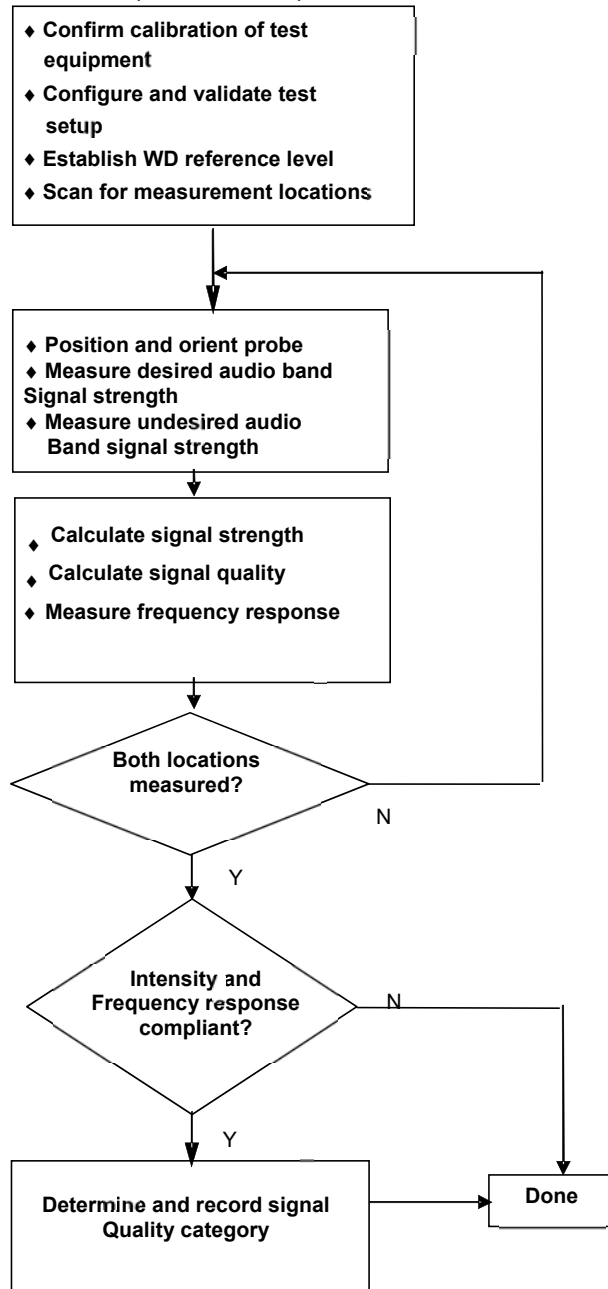 ♦ Confirm calibration of test
equipment
♦ Configure and validate test
setup
♦ Establish WD reference level
♦ Scan for measurement locations
♦ Position and orient probe
♦ Measure desired audio band
Signal strength
♦ Measure undesired audio
Band signal strength
♦ Calculate signal strength
♦ Calculate signal quality
♦ Measure frequency response
Both locations
measured?
N
Y
Intensity and
Frequency response
compliant?
N
Y
Determine and record signal
Quality category
Done